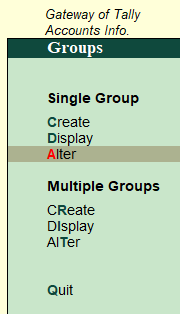 Gateway of Tally
Accounts Info.
Groups
Single Group
Create
Display
Alter
Multiple Groups
CReate
DIsplay
AlTer
Quit